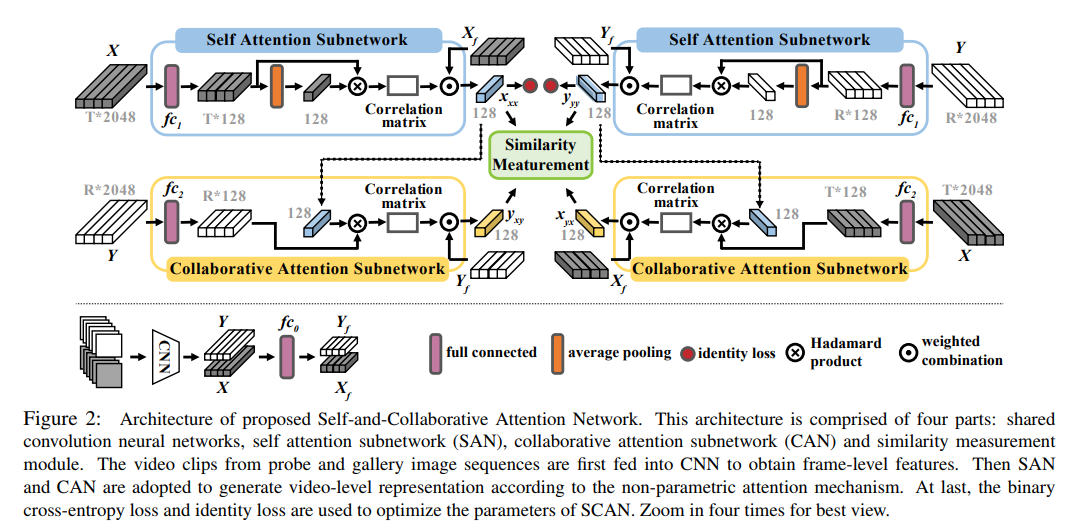 X
Self Attention Subnetwork
X_f
Y_f
Self Attention Subnetwork
Y
T*2048
fc_1
T*128
128
Correlation
matrix
128
x_xx
y_yy
128
Correlation
matrix
128
R*128
fc_1
R*2048
Similarity
Meaturement
R*2048
fc_2
R*128
128
Correlation
matrix
y_xy
128
x_yx
128
Correlation
matrix
128
T*128
fc_2
T*2048
Y
Collaborative Attention Subnetwork
Y_f
X_f
Collaborative Attention Subnetwork
X
CNN
Y
X
fc_0
Y_f
X_f
full connected
average pooling
identity loss
Hadamard
product
weighted
combination
Figure 2: Architecture of proposed Self-and-Collaborative Attention Network. This architecture is comprised of four parts: shared
convolution neural networks, self attention subnetwork (SAN), collaborative attention subnetwork (CAN) and similarity measurement
module. The video clips from probe and gallery image sequences are first fed into CNN to obtain frame-level features. Then SAN
and CAN are adopted to generate video-level representation according to the non-parametric attention mechanism. At last, the binary
cross-entropy loss and identity loss are used to optimize the parameters of SCAN. Zoom in four times for best view.